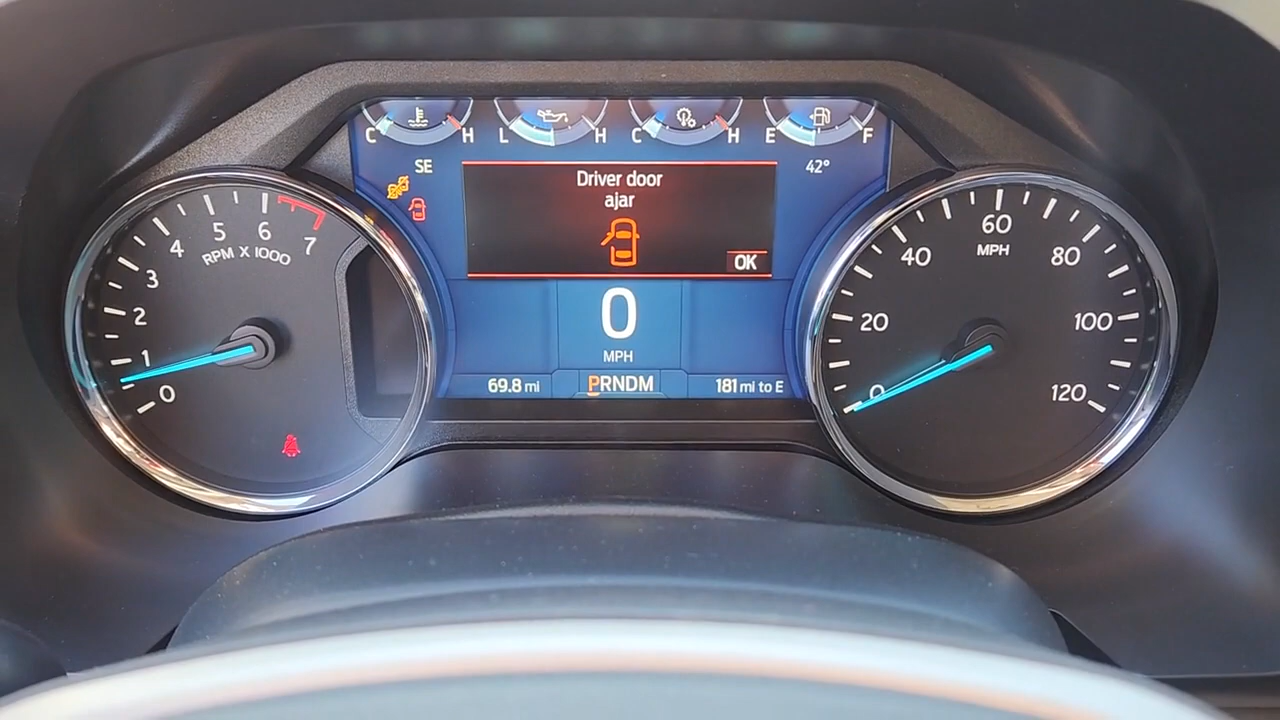 C H L H C H E F
SE
42°
Driver door
ajar
OK
0
MPH
69.8 mi
PRNDM
181 mi to E
0 1 2 3 4 5 6 7
RPM X 1000
0 20 40 60 80 100 120
MPH